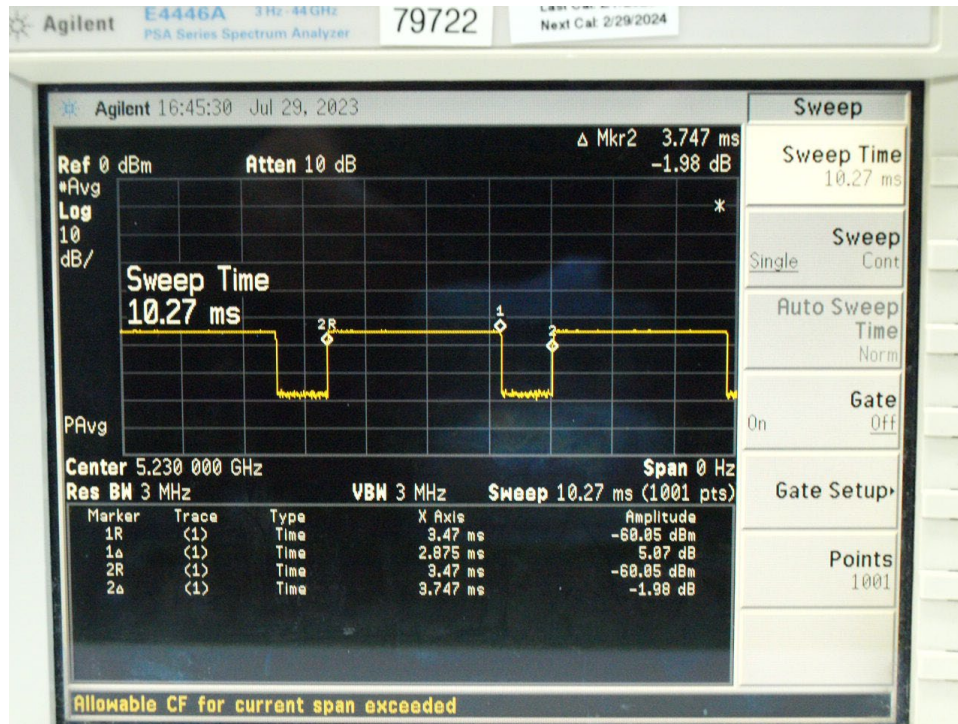 Agilent E4446A 3 Hz-44 GHz
PSA Series Spectrum Analyzer
79722
Next Cal: 2/29/2024
Agilent 16:45:30 Jul 29, 2023
Sweep
Δ Mkr2 3.747 ms
Ref 0 dBm Atten 10 dB -1.98 dB
*Avg
Log
10
dB/
*
Sweep Time
10.27 ms
2R
1
2
PAvg
Center 5.230 000 GHz Span 0 Hz
Res BW 3 MHz VBW 3 MHz Sweep 10.27 ms (1001 pts)
Marker Trace Type X Axis Amplitude
1R (1) Time 3.47 ms -60.05 dBm
1Δ (1) Time 2.875 ms 5.07 dB
2R (1) Time 3.47 ms -60.05 dBm
2Δ (1) Time 3.747 ms -1.98 dB
Allowable CF for current span exceeded
Sweep Time
10.27 ms
Sweep
Single Cont
Auto Sweep
Time
Norm
Gate
On Off
Gate Setup
Points
1001